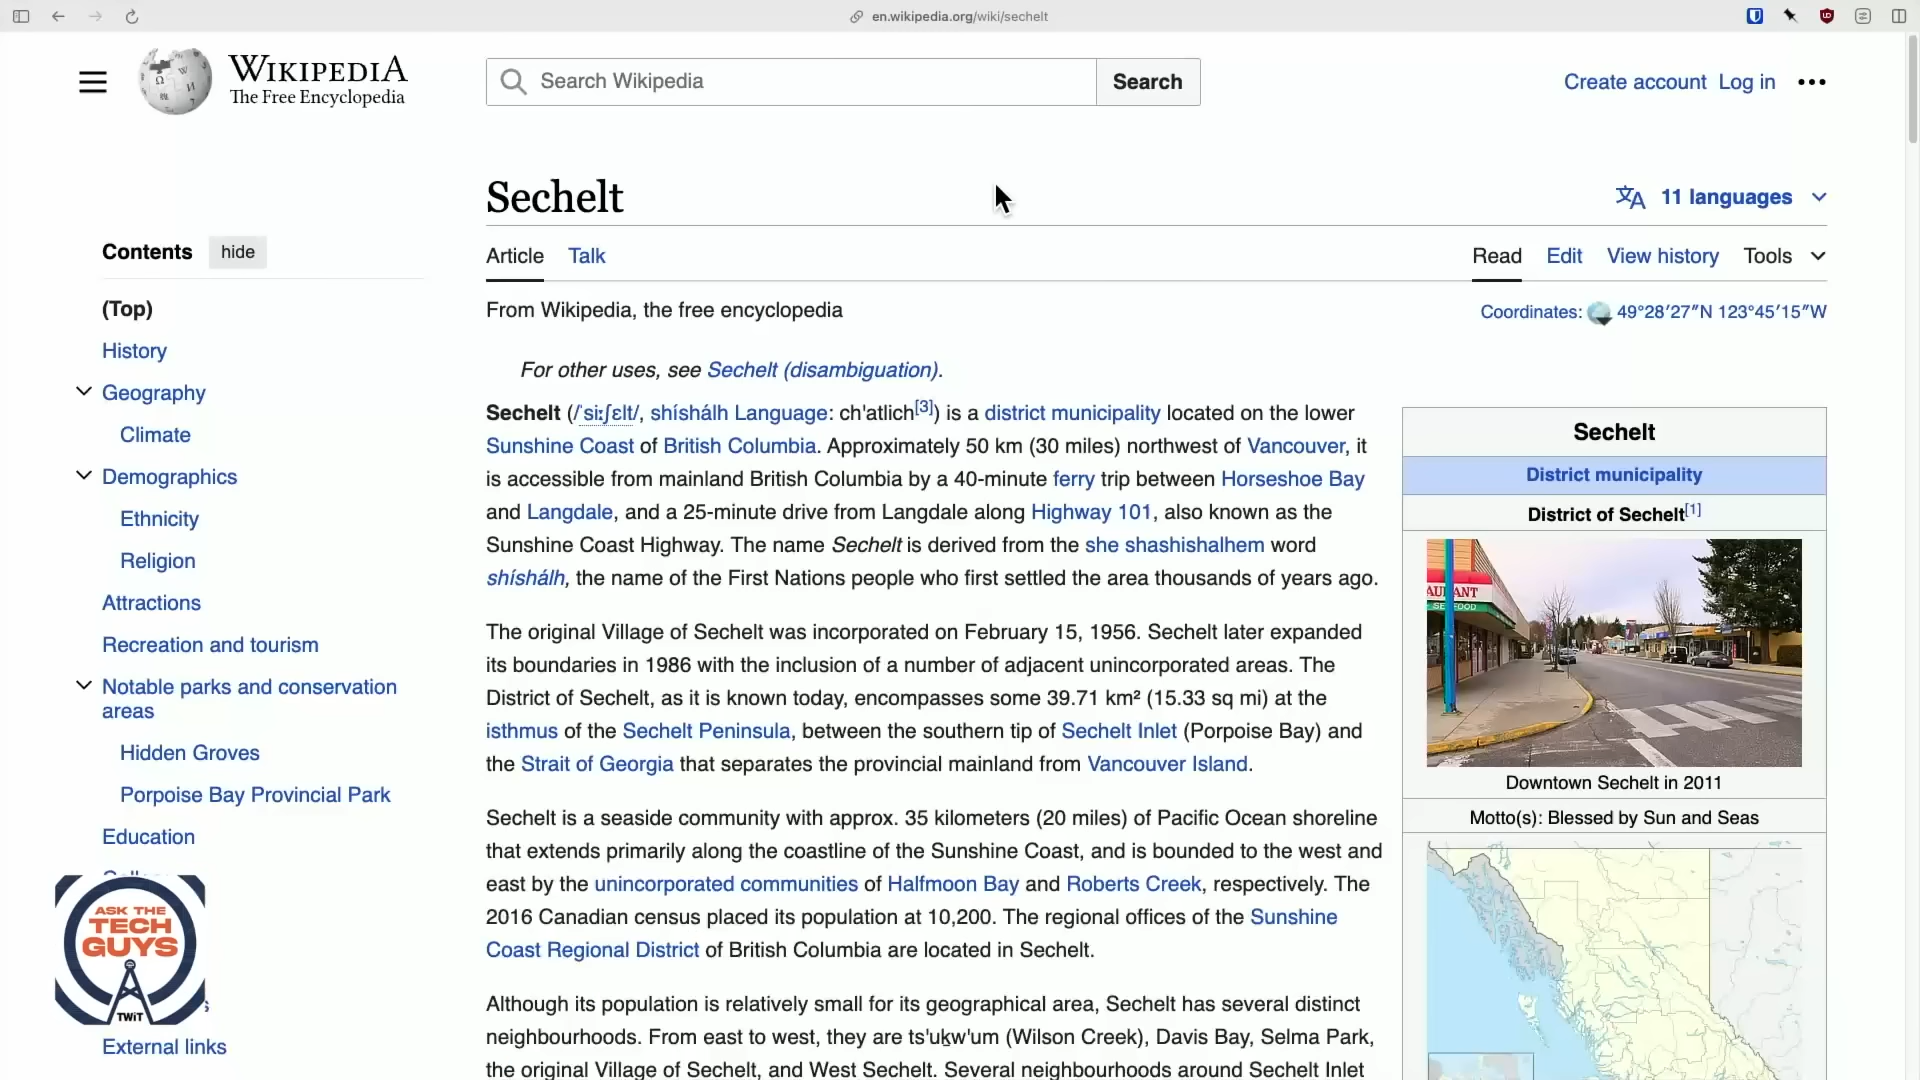 en.wikipedia.org/wiki/sechelt
WIKIPEDIA
The Free Encyclopedia
Search Wikipedia
Search
Create account Log in
Sechelt
11 languages
Contents hide
Article Talk
Read Edit View history Tools
(Top)
From Wikipedia, the free encyclopedia
Coordinates: 49°28′27″N 123°45′15″W
History
Geography
Climate
Demographics
Ethnicity
Religion
Attractions
Recreation and tourism
Notable parks and conservation
areas
Hidden Groves
Porpoise Bay Provincial Park
Education
External links
For other uses, see Sechelt (disambiguation).
Sechelt (/ˈsiːʃɛlt/, shíshálh Language: ch'atlich[3]) is a district municipality located on the lower
Sunshine Coast of British Columbia. Approximately 50 km (30 miles) northwest of Vancouver, it
is accessible from mainland British Columbia by a 40-minute ferry trip between Horseshoe Bay
and Langdale, and a 25-minute drive from Langdale along Highway 101, also known as the
Sunshine Coast Highway. The name Sechelt is derived from the she shashishalhem word
shíshálh, the name of the First Nations people who first settled the area thousands of years ago.
The original Village of Sechelt was incorporated on February 15, 1956. Sechelt later expanded
its boundaries in 1986 with the inclusion of a number of adjacent unincorporated areas. The
District of Sechelt, as it is known today, encompasses some 39.71 km² (15.33 sq mi) at the
isthmus of the Sechelt Peninsula, between the southern tip of Sechelt Inlet (Porpoise Bay) and
the Strait of Georgia that separates the provincial mainland from Vancouver Island.
Sechelt is a seaside community with approx. 35 kilometers (20 miles) of Pacific Ocean shoreline
that extends primarily along the coastline of the Sunshine Coast, and is bounded to the west and
east by the unincorporated communities of Halfmoon Bay and Roberts Creek, respectively. The
2016 Canadian census placed its population at 10,200. The regional offices of the Sunshine
Coast Regional District of British Columbia are located in Sechelt.
Although its population is relatively small for its geographical area, Sechelt has several distinct
neighbourhoods. From east to west, they are ts'uḵw'um (Wilson Creek), Davis Bay, Selma Park,
the original Village of Sechelt, and West Sechelt. Several neighbourhoods around Sechelt Inlet
Sechelt
District municipality
District of Sechelt[1]
AURANT
SEAFOOD
Downtown Sechelt in 2011
Motto(s): Blessed by Sun and Seas
ASK THE
TECH
GUYS
TWiT